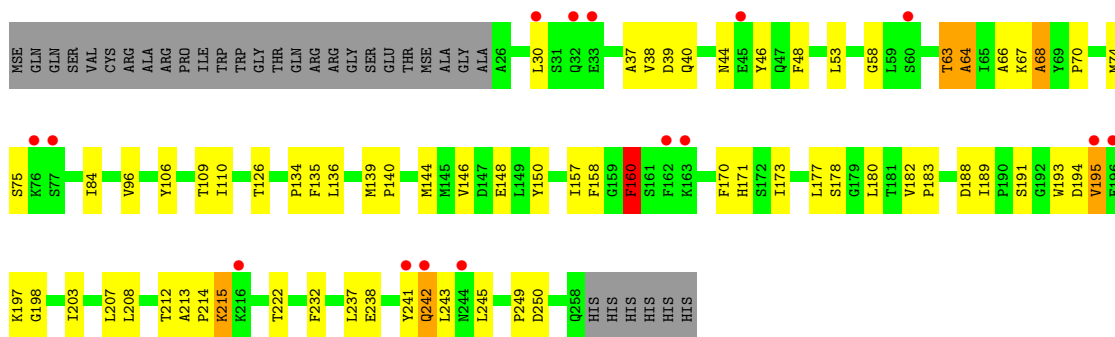 MSE GLN GLN SER VAL CYS ARG ALA ALA ARG PRO ILE TRP TRP GLY THR GLN ARG ARG GLY SER GLU THR MSE ALA GLY ALA A26 L30 S31 Q32 E33 A37 V38 D39 Q40 N44 E45 Y46 Q47 F48 L53 G58 L59 S60 T63 A64 I65 A66 K67 A68 Y69 P70 M74
S75 K76 S77 I84 V96 Y106 T109 I110 T126 P134 F135 L136 M139 P140 M144 M145 V146 D147 E148 L149 Y150 I157 F158 G159 F160 S161 F162 K163 F170 H171 S172 I173 L177 S178 G179 L180 T181 V182 P183 D188 I189 P190 S191 G192 W193 D194 V195 E196
K197 G198 I203 L207 L208 T212 A213 P214 K215 K216 T222 F232 L237 E238 Y241 Q242 L243 N244 L245 P249 D250 Q258 HIS HIS HIS HIS HIS HIS